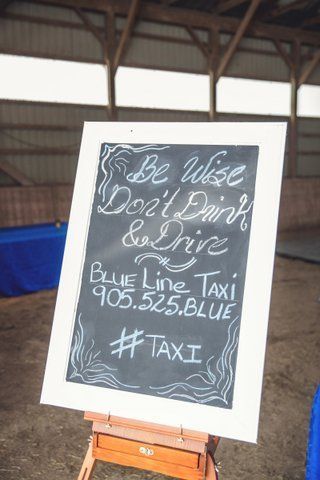 Be Wise
Don't Drink
& Drive
Blue Line Taxi
905.525.BLUE
#TAXI